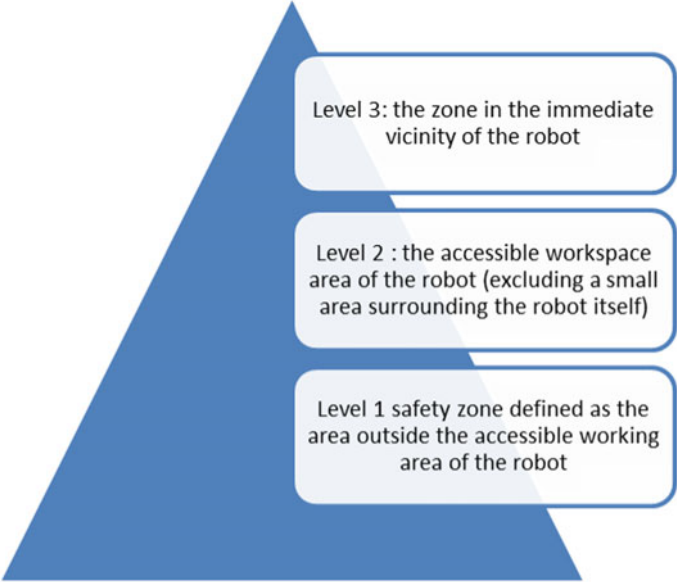 Level 3: the zone in the immediate
vicinity of the robot
Level 2 : the accessible workspace
area of the robot (excluding a small
area surrounding the robot itself)
Level 1 safety zone defined as the
area outside the accessible working
area of the robot